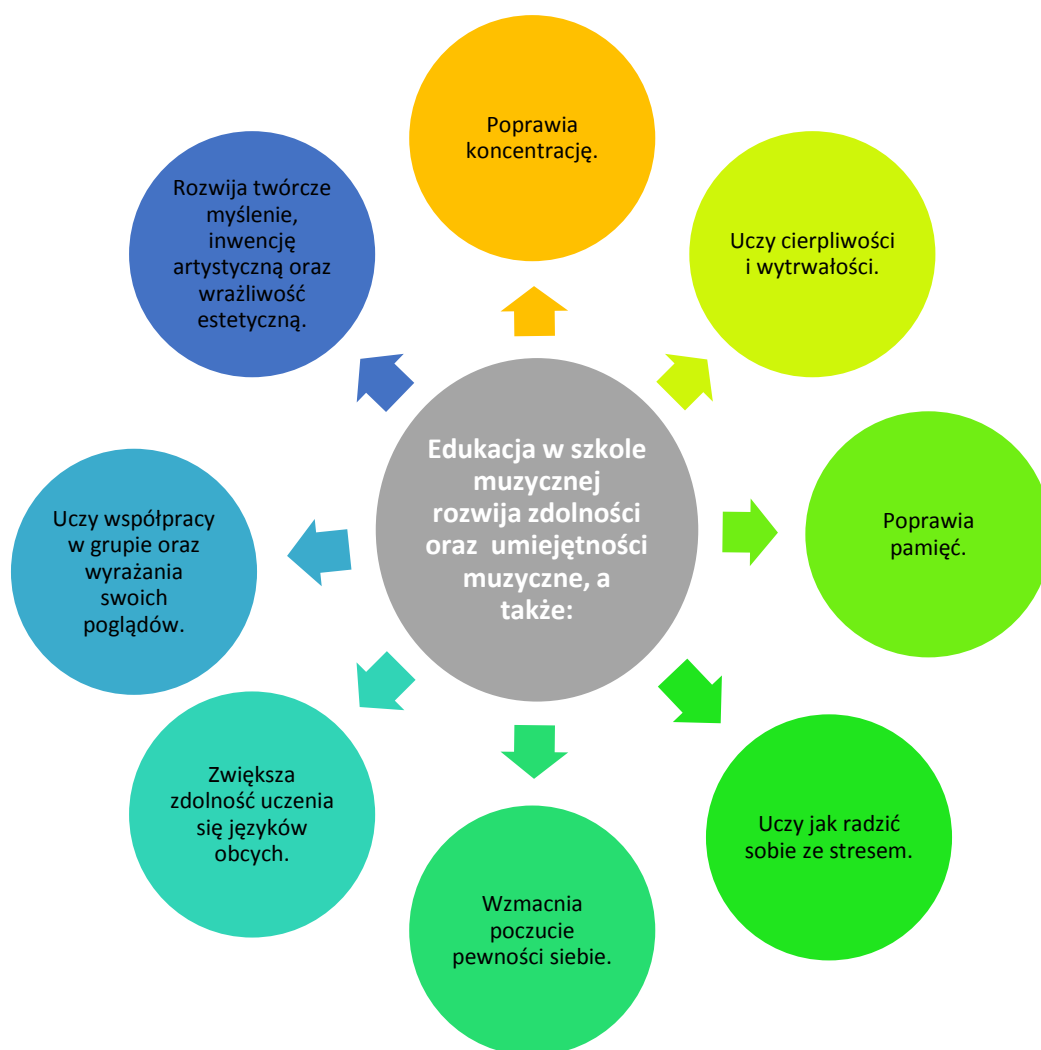 Poprawia
koncentrację.
Uczy cierpliwości
i wytrwałości.
Poprawia
pamięć.
Uczy jak radzić
sobie ze stresem.
Wzmacnia
poczucie
pewności siebie.
Zwiększa
zdolność uczenia
się języków
obcych.
Uczy współpracy
w grupie oraz
wyrażania
swoich
poglądów.
Rozwija twórcze
myślenie,
inwencję
artystyczną oraz
wrażliwość
estetyczną.
Edukacja w szkole
muzycznej
rozwija zdolności
oraz umiejętności
muzyczne, a
także: